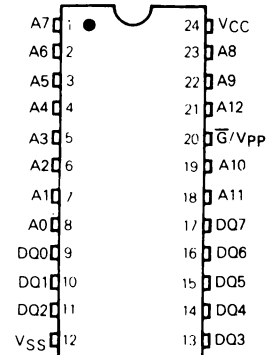 A7 1 24 VCC
A6 2 23 A8
A5 3 22 A9
A4 4 21 A12
A3 5 20 G̅/VPP
A2 6 19 A10
A1 7 18 A11
A0 8 17 DQ7
DQ0 9 16 DQ6
DQ1 10 15 DQ5
DQ2 11 14 DQ4
VSS 12 13 DQ3